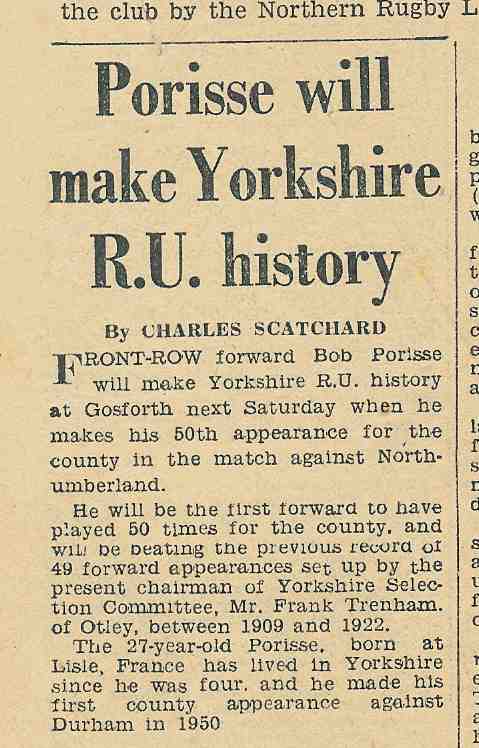 the club by the Northern Rugby L
Porisse will
make Yorkshire
R.U. history
By CHARLES SCATCHARD
FRONT-ROW forward Bob Porisse
will make Yorkshire R.U. history
at Gosforth next Saturday when he
makes his 50th appearance for the
county in the match against North-
umberland.
He will be the first forward to have
played 50 times for the county, and
will be beating the previous record of
49 forward appearances set up by the
present chairman of Yorkshire Selec-
tion Committee, Mr. Frank Trenham,
of Otley, between 1909 and 1922.
The 27-year-old Porisse, born at
Lisle, France has lived in Yorkshire
since he was four, and he made his
first county appearance against
Durham in 1950